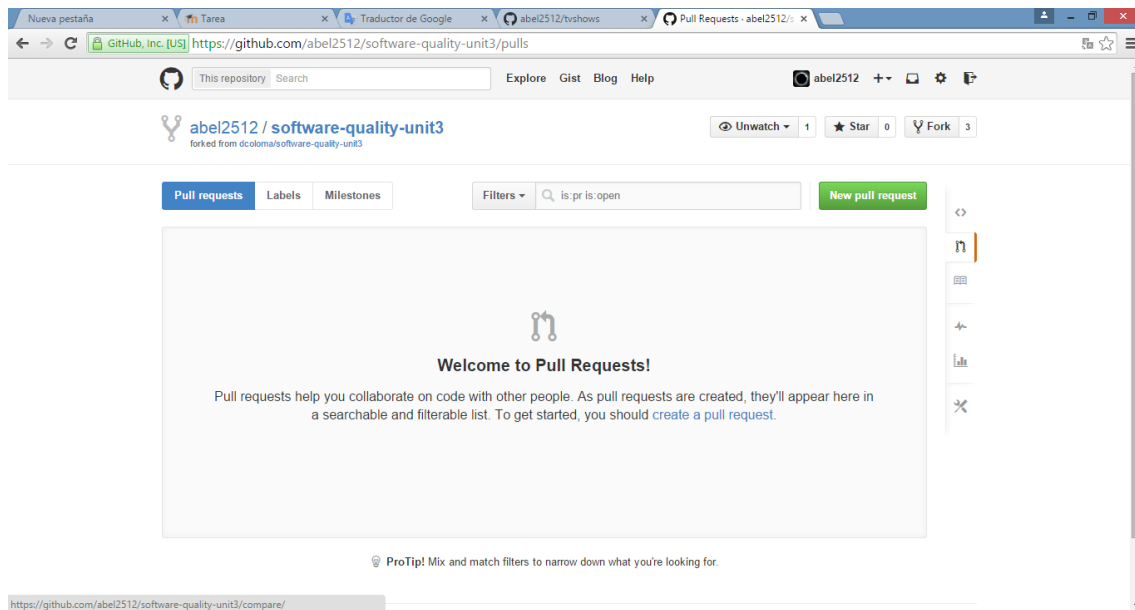 Nueva pestaña
Tarea
Traductor de Google
abel2512/tvshows
Pull Requests · abel2512/s
GitHub, Inc. [US] https://github.com/abel2512/software-quality-unit3/pulls
This repository Search Explore Gist Blog Help abel2512
abel2512 / software-quality-unit3 Unwatch 1 Star 0 Fork 3
forked from dcoloma/software-quality-unit3
Pull requests Labels Milestones Filters is:pr is:open New pull request
Welcome to Pull Requests!
Pull requests help you collaborate on code with other people. As pull requests are created, they'll appear here in
a searchable and filterable list. To get started, you should create a pull request.
ProTip! Mix and match filters to narrow down what you're looking for.
https://github.com/abel2512/software-quality-unit3/compare/